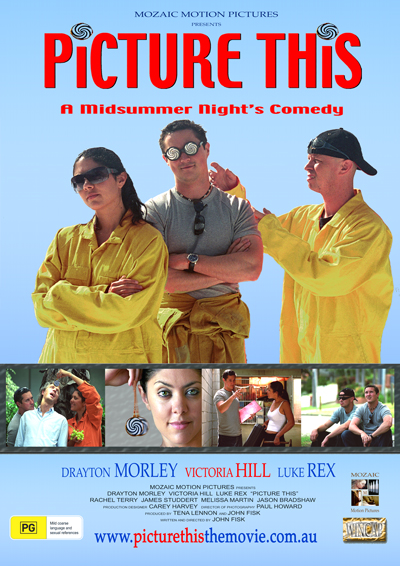 MOZAIC MOTION PICTURES
PRESENTS
PiCTURE THiS
A Midsummer Night's Comedy
DRAYTON MORLEY VICTORIA HILL LUKE REX
MOZAIC MOTION PICTURES PRESENTS
DRAYTON MORLEY VICTORIA HILL LUKE REX "PICTURE THIS"
RACHEL TERRY JAMES STUDDERT MELISSA MARTIN JASON BRADSHAW
PRODUCTION DESIGNER CAREY HARVEY DIRECTOR OF PHOTOGRAPHY PAUL HOWARD
PRODUCED BY TENA LENNON AND JOHN FISK
WRITTEN AND DIRECTED BY JOHN FISK
PG
Mild coarse
language and
sexual references
MOZAIC
Motion Pictures
www.picturethisthemovie.com.au